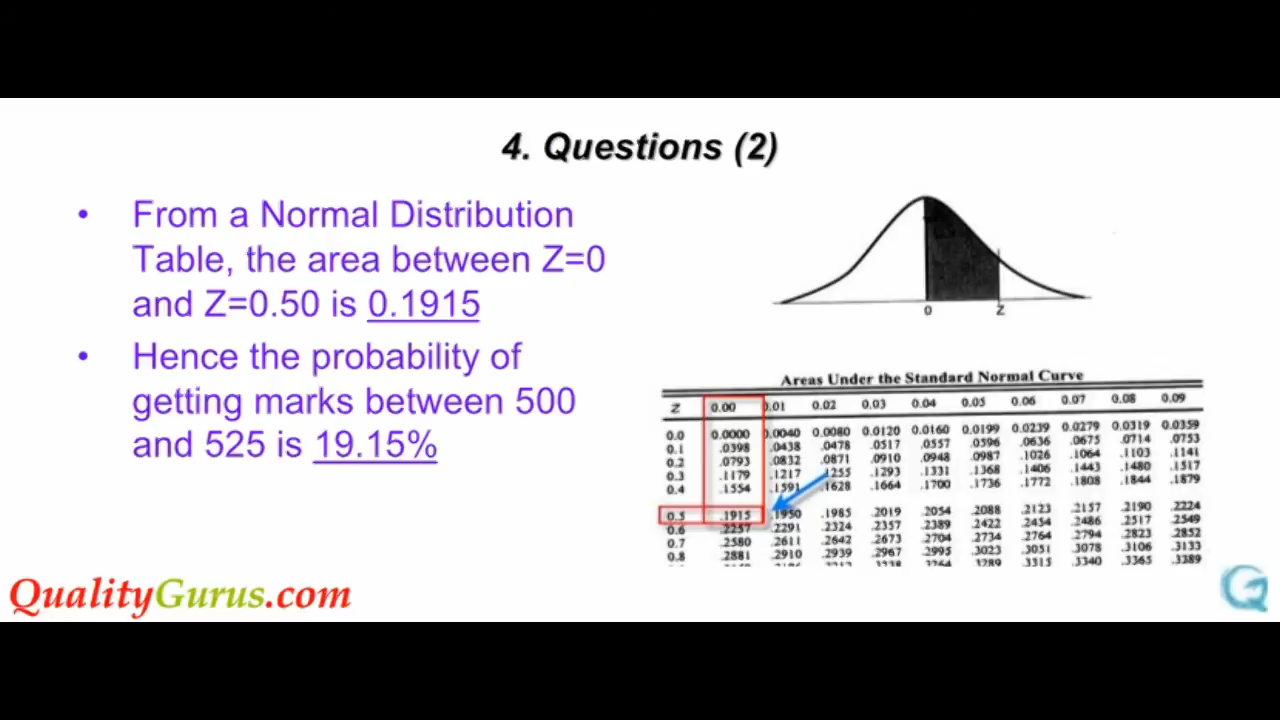 4. Questions (2)
• From a Normal Distribution
Table, the area between Z=0
and Z=0.50 is 0.1915
• Hence the probability of
getting marks between 500
and 525 is 19.15%
0 Z
Areas Under the Standard Normal Curve
Z 0.00 0.01 0.02 0.03 0.04 0.05 0.06 0.07 0.08 0.09
0.0 0.0000 0.0040 0.0080 0.0120 0.0160 0.0199 0.0239 0.0279 0.0319 0.0359
0.1 .0398 .0438 .0478 .0517 .0557 .0596 .0636 .0675 .0714 .0753
0.2 .0793 .0832 .0871 .0910 .0948 .0987 .1026 .1064 .1103 .1141
0.3 .1179 .1217 .1255 .1293 .1331 .1368 .1406 .1443 .1480 .1517
0.4 .1554 .1591 .1628 .1664 .1700 .1736 .1772 .1808 .1844 .1879
0.5 .1915 .1950 .1985 .2019 .2054 .2088 .2123 .2157 .2190 .2224
0.6 .2257 .2291 .2324 .2357 .2389 .2422 .2454 .2486 .2517 .2549
0.7 .2580 .2611 .2642 .2673 .2704 .2734 .2764 .2794 .2823 .2852
0.8 .2881 .2910 .2939 .2967 .2995 .3023 .3051 .3078 .3106 .3133
.3264 .3289 .3315 .3340 .3365 .3389
QualityGurus.com